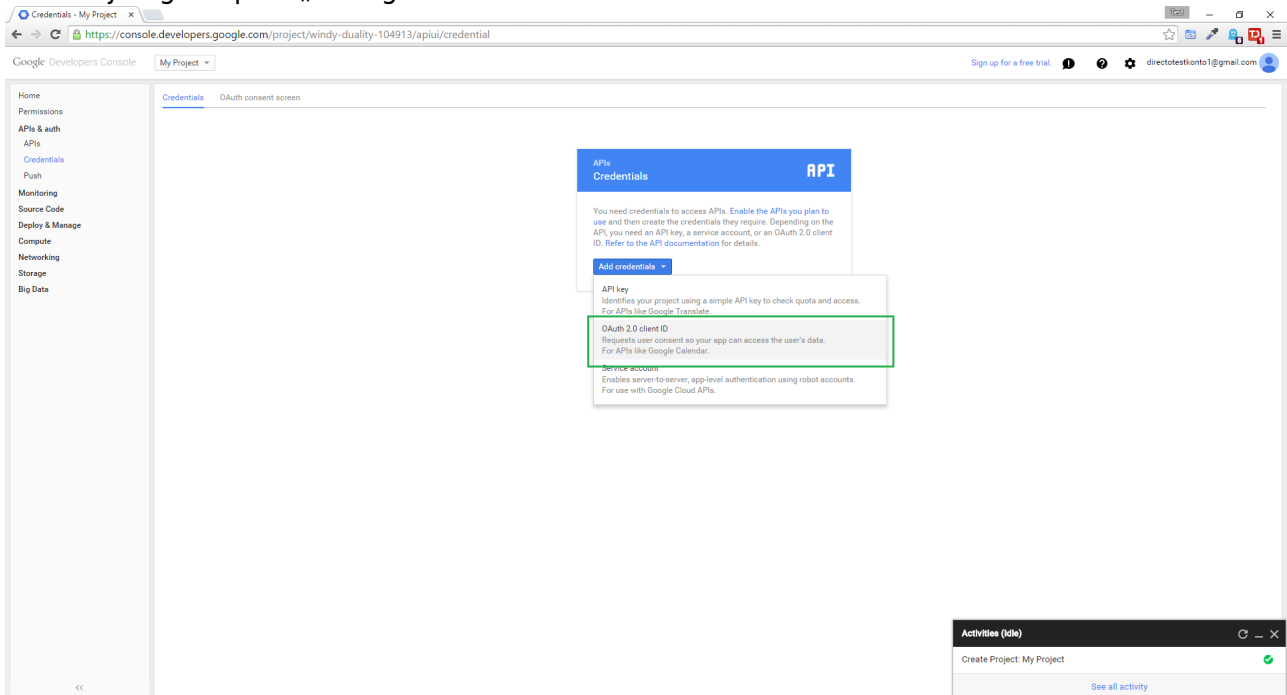 Credentials - My Project
Test
https://console.developers.google.com/project/windy-duality-104913/apiui/credential
Google Developers Console
My Project
Sign up for a free trial.
directotestkonto1@gmail.com
Home
Permissions
APIs & auth
APIs
Credentials
Push
Monitoring
Source Code
Deploy & Manage
Compute
Networking
Storage
Big Data
Credentials
OAuth consent screen
APIs
Credentials
API
You need credentials to access APIs. Enable the APIs you plan to
use and then create the credentials they require. Depending on the
API, you need an API key, a service account, or an OAuth 2.0 client
ID. Refer to the API documentation for details.
Add credentials
API key
Identifies your project using a simple API key to check quota and access.
For APIs like Google Translate.
OAuth 2.0 client ID
Requests user consent so your app can access the user's data.
For APIs like Google Calendar.
Service account
Enables server-to-server, app-level authentication using robot accounts.
For use with Google Cloud APIs.
Activities (Idle)
Create Project: My Project
See all activity